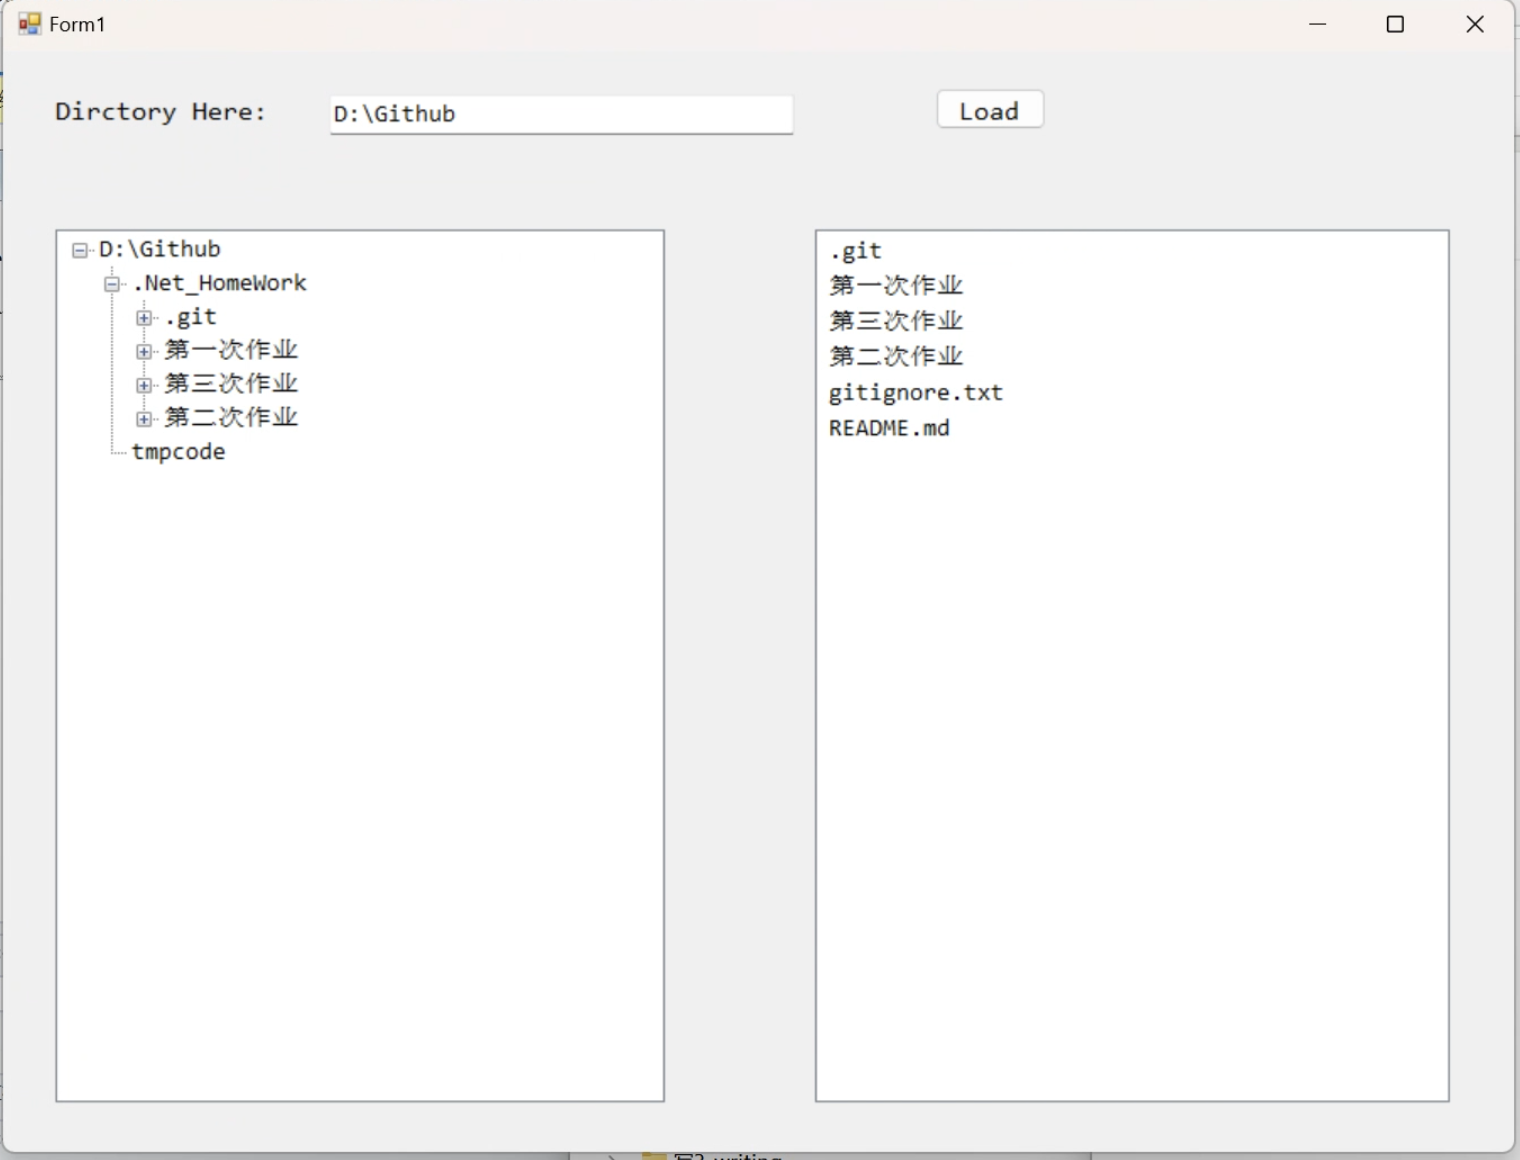 Form1
Dirctory Here:
D:\Github
Load
D:\Github
.Net_HomeWork
.git
第一次作业
第三次作业
第二次作业
tmpcode
.git
第一次作业
第三次作业
第二次作业
gitignore.txt
README.md